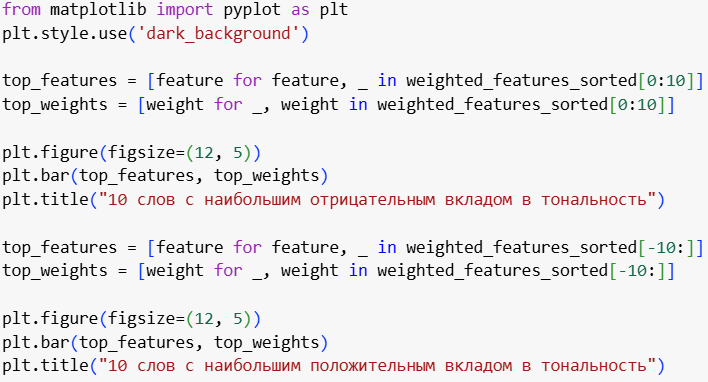 from matplotlib import pyplot as plt
plt.style.use('dark_background')
top_features = [feature for feature, _ in weighted_features_sorted[0:10]]
top_weights = [weight for _, weight in weighted_features_sorted[0:10]]
plt.figure(figsize=(12, 5))
plt.bar(top_features, top_weights)
plt.title("10 слов с наибольшим отрицательным вкладом в тональность")
top_features = [feature for feature, _ in weighted_features_sorted[-10:]]
top_weights = [weight for _, weight in weighted_features_sorted[-10:]]
plt.figure(figsize=(12, 5))
plt.bar(top_features, top_weights)
plt.title("10 слов с наибольшим положительным вкладом в тональность")